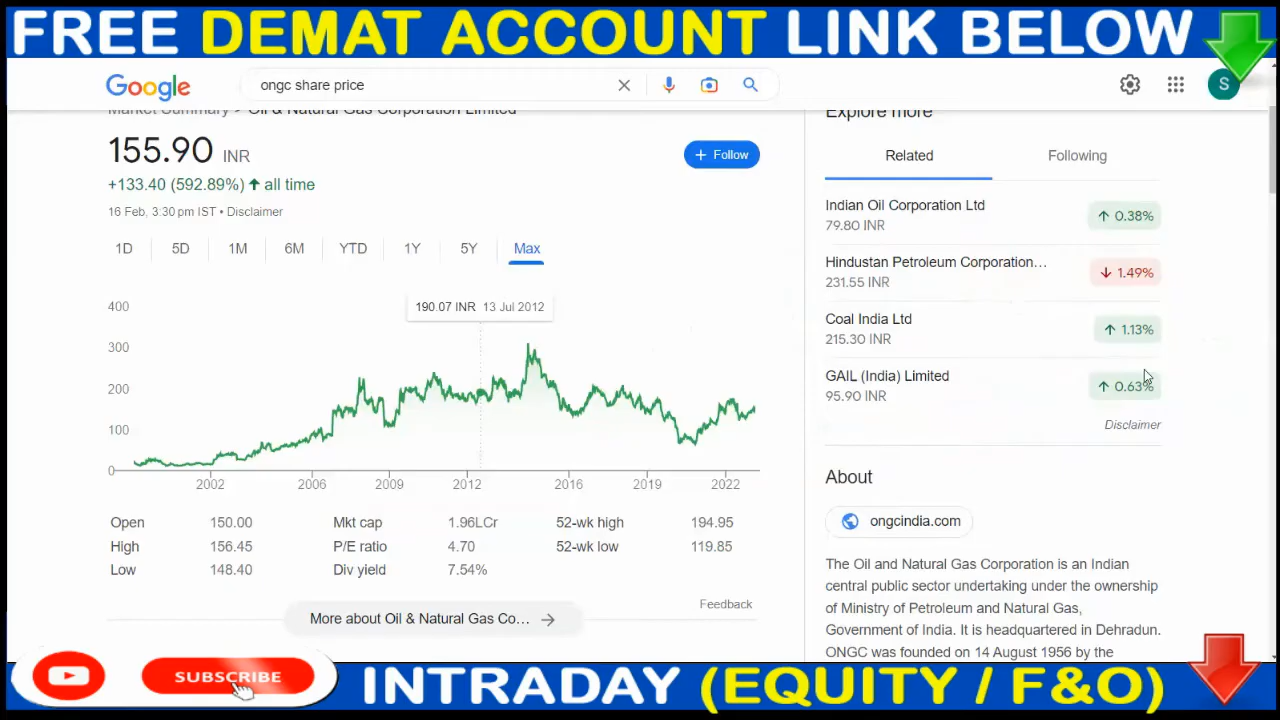 FREE DEMAT ACCOUNT LINK BELOW
Google
ongc share price
S
Market Summary > Oil & Natural Gas Corporation Limited
155.90 INR
+ Follow
+133.40 (592.89%) ↑ all time
16 Feb, 3:30 pm IST • Disclaimer
1D 5D 1M 6M YTD 1Y 5Y Max
190.07 INR 13 Jul 2012
400
300
200
100
0
2002 2006 2009 2012 2016 2019 2022
Open 150.00 Mkt cap 1.96LCr 52-wk high 194.95
High 156.45 P/E ratio 4.70 52-wk low 119.85
Low 148.40 Div yield 7.54%
Feedback
More about Oil & Natural Gas Co... →
Explore more
Related Following
Indian Oil Corporation Ltd
79.80 INR
↑ 0.38%
Hindustan Petroleum Corporation...
231.55 INR
↓ 1.49%
Coal India Ltd
215.30 INR
↑ 1.13%
GAIL (India) Limited
95.90 INR
↑ 0.63%
Disclaimer
About
ongcindia.com
The Oil and Natural Gas Corporation is an Indian
central public sector undertaking under the ownership
of Ministry of Petroleum and Natural Gas,
Government of India. It is headquartered in Dehradun.
ONGC was founded on 14 August 1956 by the
SUBSCRIBE
INTRADAY (EQUITY / F&O)